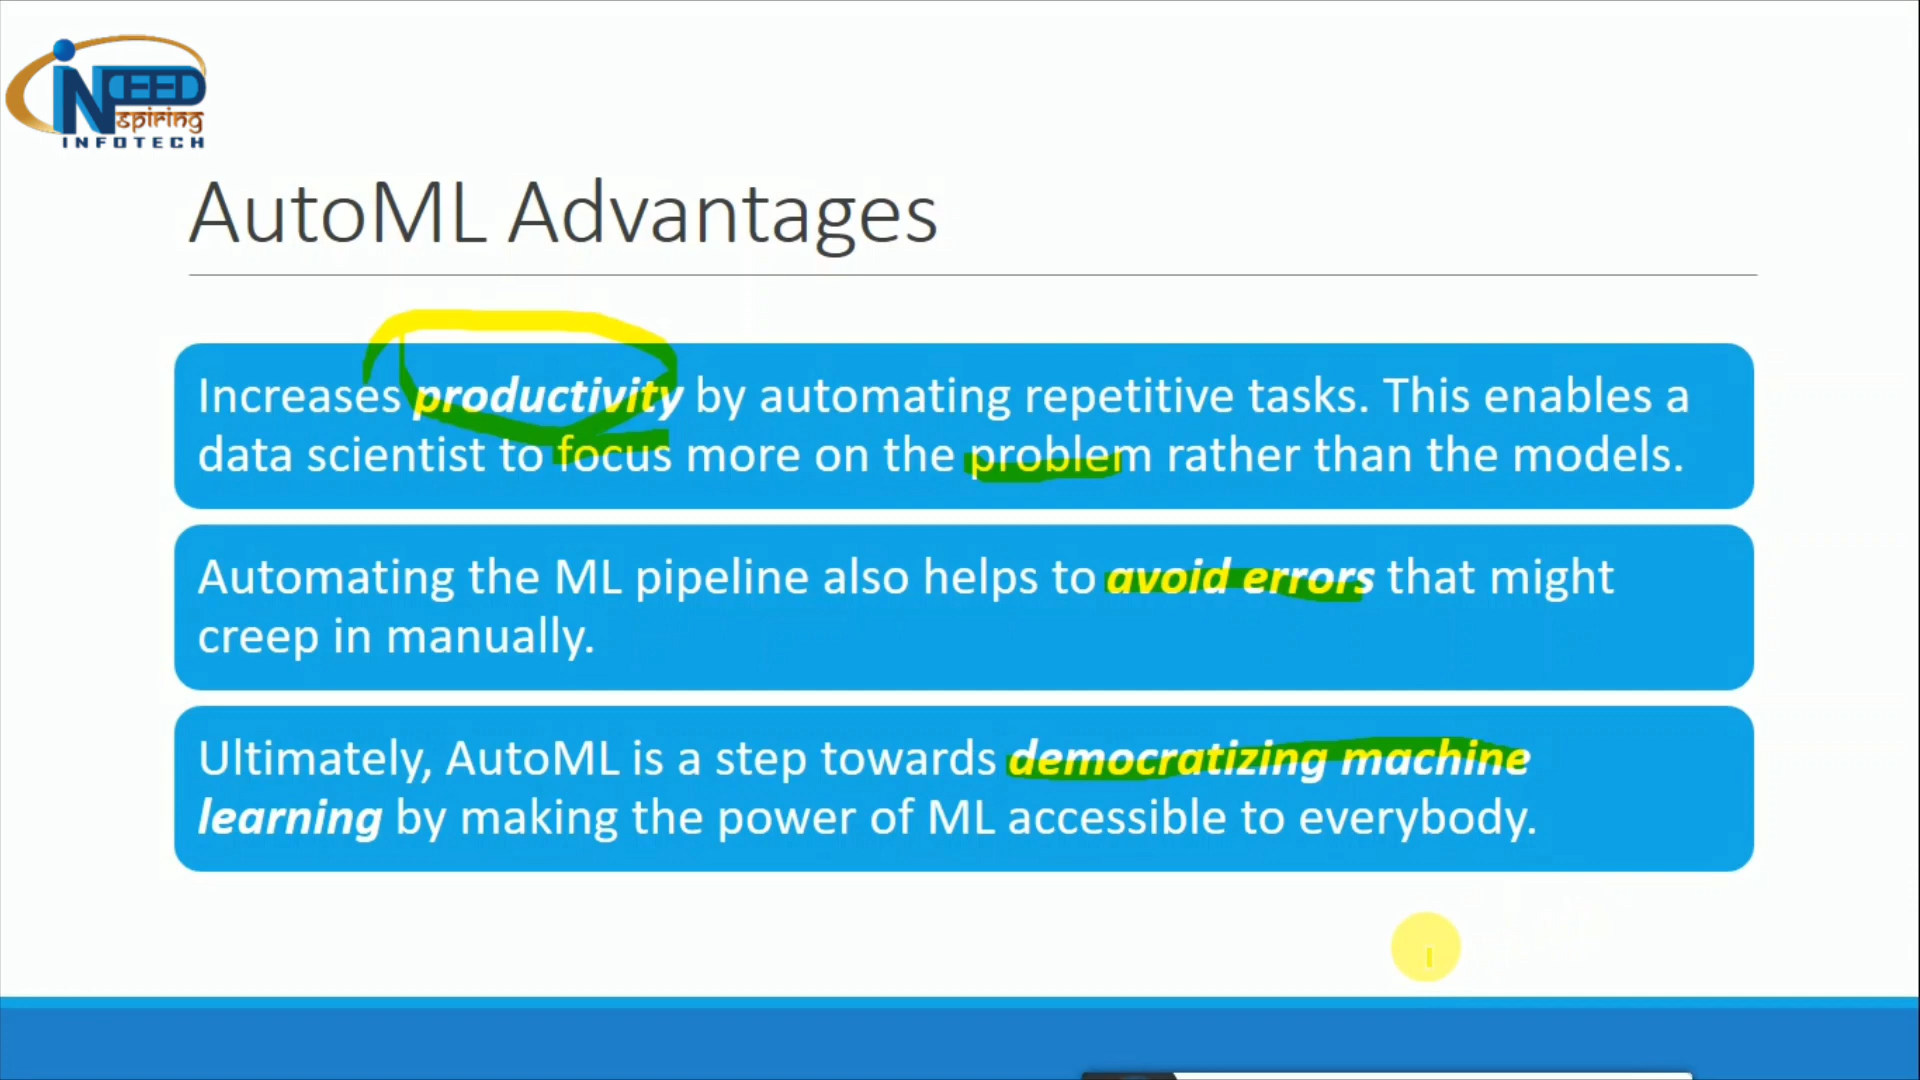 iNDEED
Nspiring
INFOTECH
AutoML Advantages
Increases productivity by automating repetitive tasks. This enables a
data scientist to focus more on the problem rather than the models.
Automating the ML pipeline also helps to avoid errors that might
creep in manually.
Ultimately, AutoML is a step towards democratizing machine
learning by making the power of ML accessible to everybody.